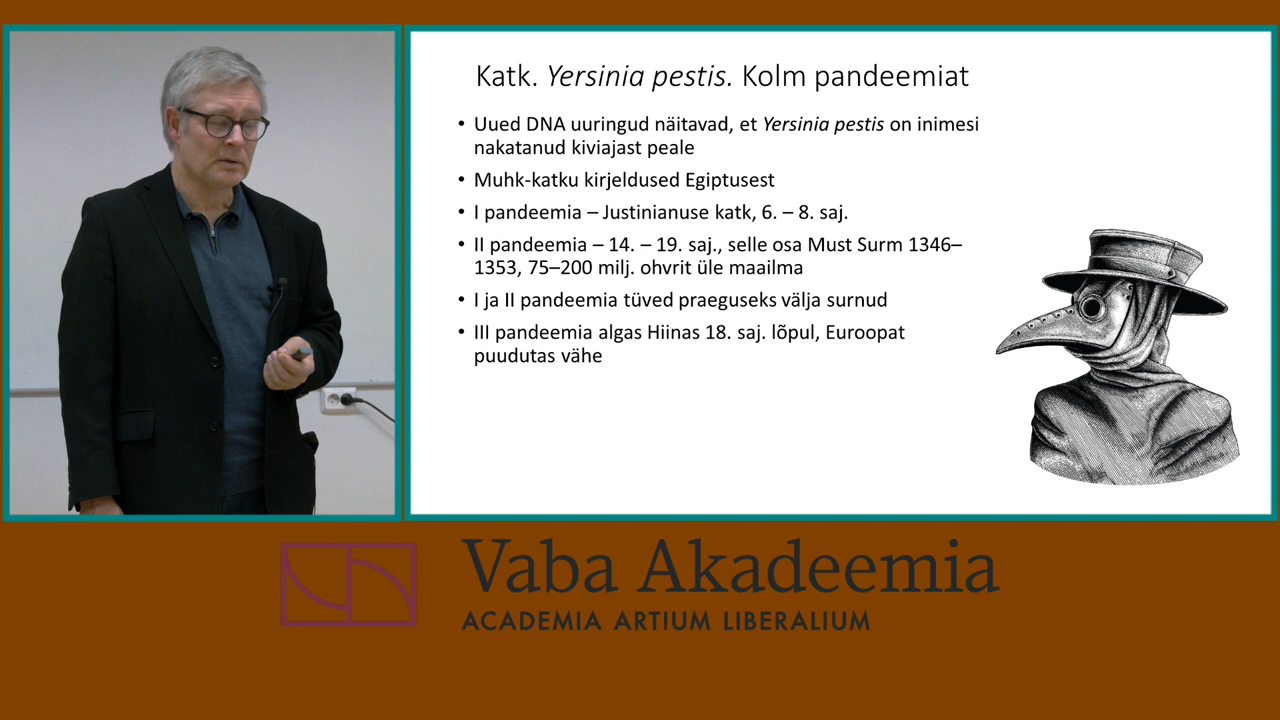 Katk. Yersinia pestis. Kolm pandeemiat
• Uued DNA uuringud näitavad, et Yersinia pestis on inimesi
nakatanud kiviajast peale
• Muhk-katku kirjeldused Egiptusest
• I pandeemia – Justinianuse katk, 6. – 8. saj.
• II pandeemia – 14. – 19. saj., selle osa Must Surm 1346–
1353, 75–200 milj. ohvrit üle maailma
• I ja II pandeemia tüved praeguseks välja surnud
• III pandeemia algas Hiinas 18. saj. lõpul, Euroopat
puudutas vähe
Vaba Akadeemia
ACADEMIA ARTIUM LIBERALIUM